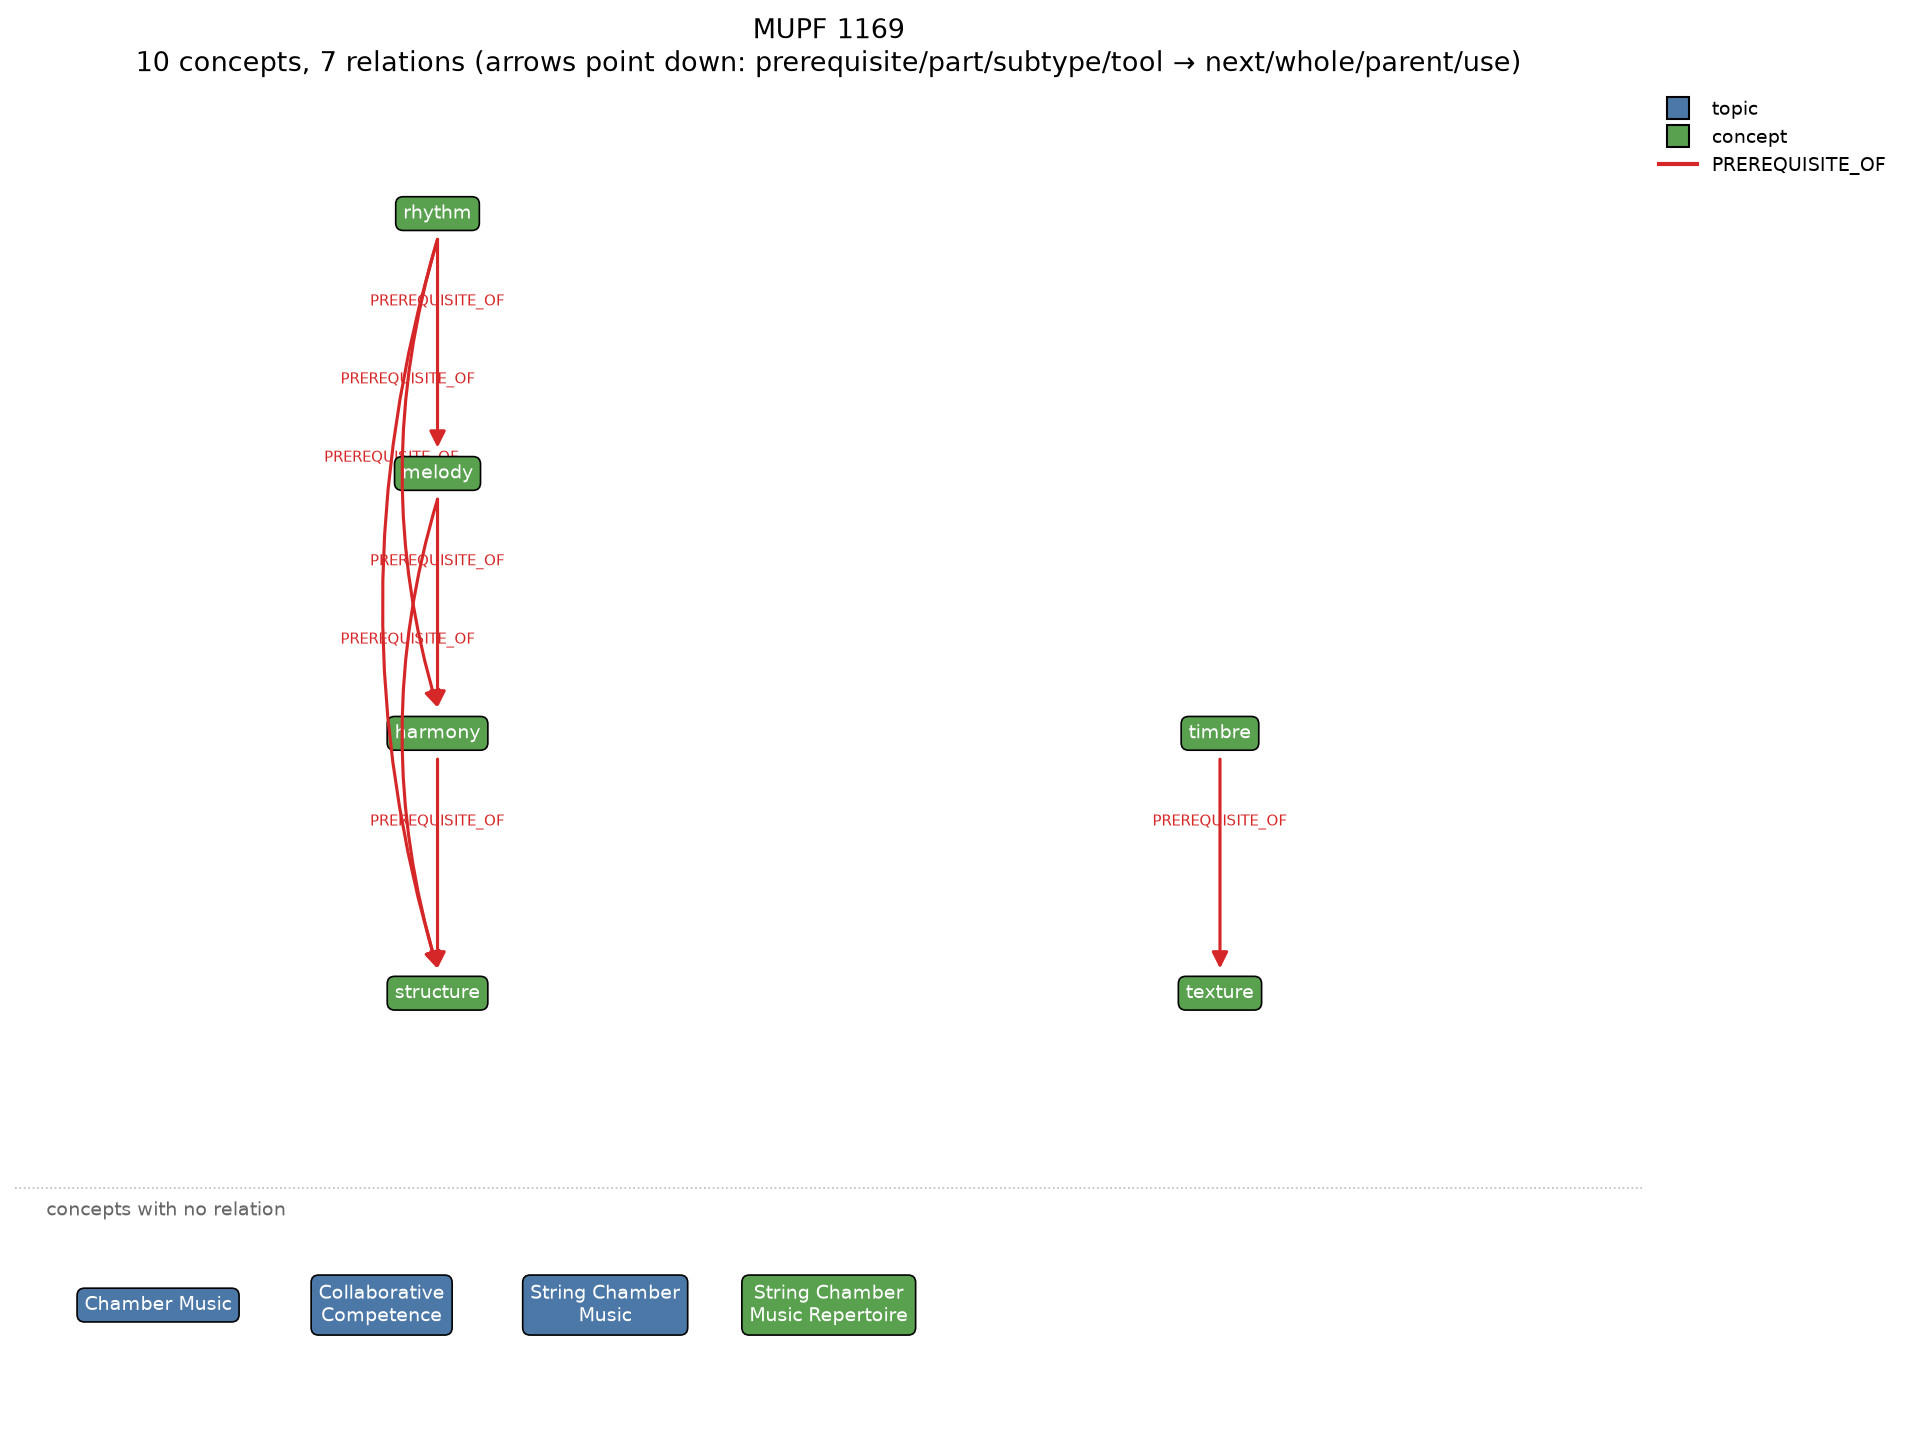 MUPF 1169
10 concepts, 7 relations (arrows point down: prerequisite/part/subtype/tool → next/whole/parent/use)
topic
concept
PREREQUISITE_OF
rhythm
PREREQUISITE_OF
PREREQUISITE_OF
PREREQUISITE_OF
melody
PREREQUISITE_OF
PREREQUISITE_OF
harmony
timbre
PREREQUISITE_OF
PREREQUISITE_OF
structure
texture
concepts with no relation
Chamber Music
Collaborative
Competence
String Chamber
Music
String Chamber
Music Repertoire